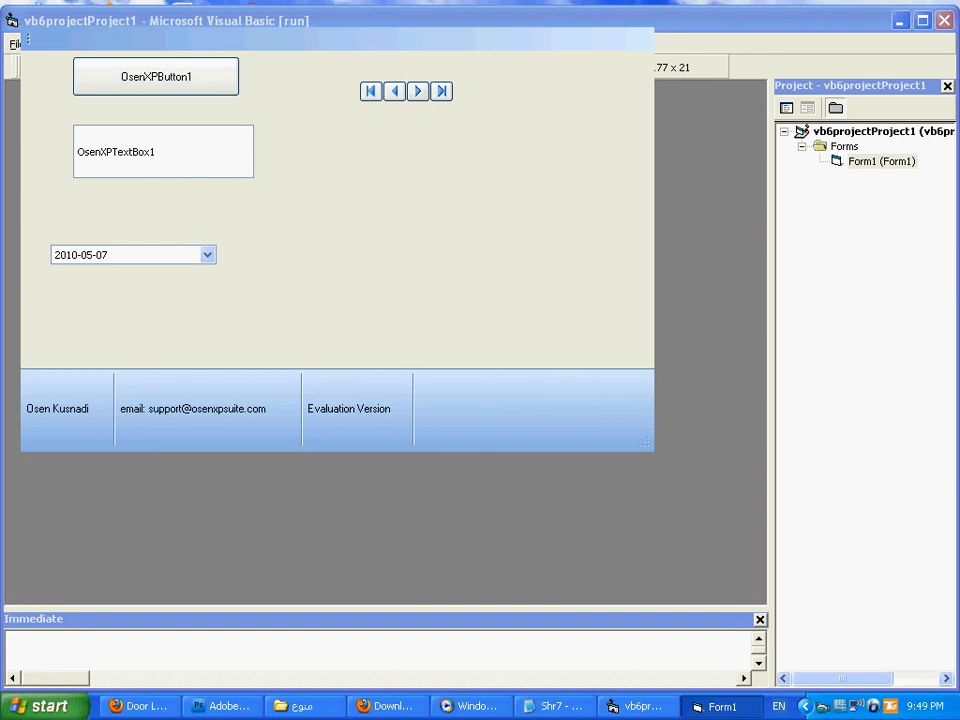 vb6projectProject1 - Microsoft Visual Basic [run]
OsenXPButton1
OsenXPTextBox1
2010-05-07
Osen Kusnadi
email: support@osenxpsuite.com
Evaluation Version
77 x 21
Project - vb6projectProject1
vb6projectProject1 (vb6pr
Forms
Form1 (Form1)
Immediate
start
Door L...
Adobe...
منوع
Downl...
Windo...
Shr7 - ...
vb6pr...
Form1
EN
9:49 PM